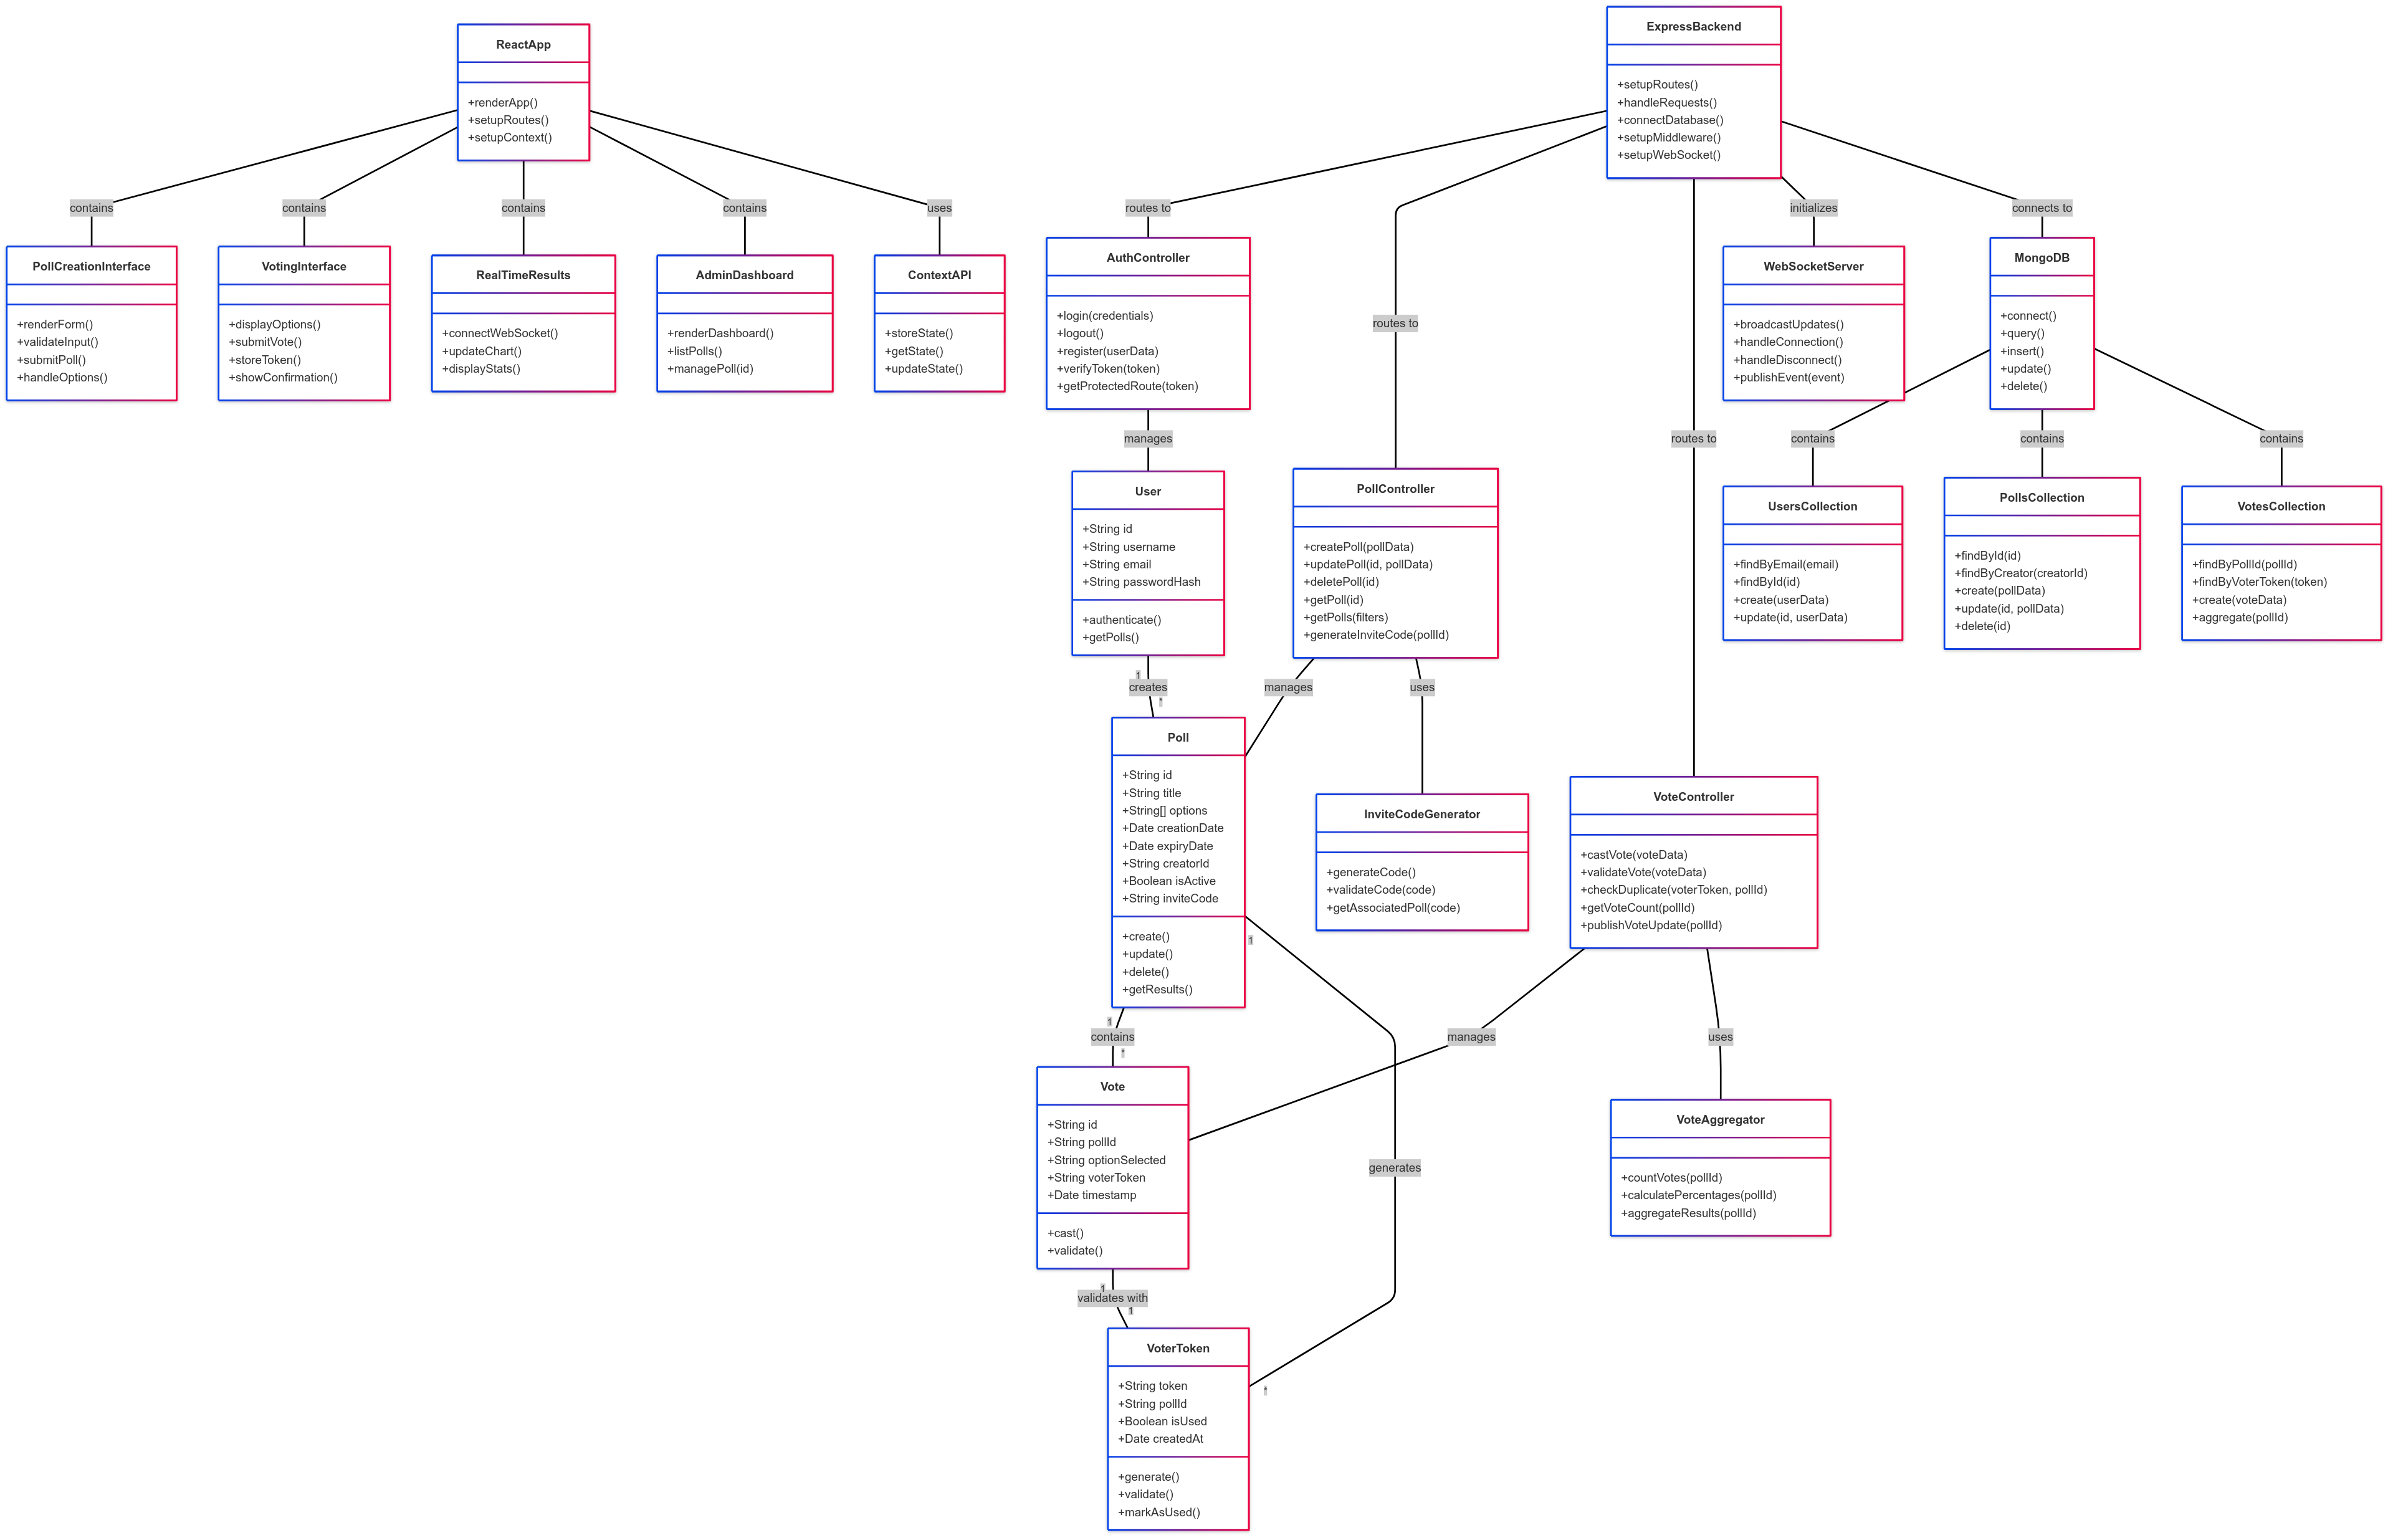 ReactApp
+renderApp()
+setupRoutes()
+setupContext()
contains
contains
contains
contains
uses
PollCreationInterface
+renderForm()
+validateInput()
+submitPoll()
+handleOptions()
VotingInterface
+displayOptions()
+submitVote()
+storeToken()
+showConfirmation()
RealTimeResults
+connectWebSocket()
+updateChart()
+displayStats()
AdminDashboard
+renderDashboard()
+listPolls()
+managePoll(id)
ContextAPI
+storeState()
+getState()
+updateState()
ExpressBackend
+setupRoutes()
+handleRequests()
+connectDatabase()
+setupMiddleware()
+setupWebSocket()
routes to
routes to
routes to
initializes
connects to
AuthController
+login(credentials)
+logout()
+register(userData)
+verifyToken(token)
+getProtectedRoute(token)
WebSocketServer
+broadcastUpdates()
+handleConnection()
+handleDisconnect()
+publishEvent(event)
MongoDB
+connect()
+query()
+insert()
+update()
+delete()
manages
contains
contains
contains
User
+String id
+String username
+String email
+String passwordHash
+authenticate()
+getPolls()
PollController
+createPoll(pollData)
+updatePoll(id, pollData)
+deletePoll(id)
+getPoll(id)
+getPolls(filters)
+generateInviteCode(pollId)
UsersCollection
+findByEmail(email)
+findById(id)
+create(userData)
+update(id, userData)
PollsCollection
+findById(id)
+findByCreator(creatorId)
+create(pollData)
+update(id, pollData)
+delete(id)
VotesCollection
+findByPollId(pollId)
+findByVoterToken(token)
+create(voteData)
+aggregate(pollId)
1
creates
*
manages
uses
Poll
+String id
+String title
+String[] options
+Date creationDate
+Date expiryDate
+String creatorId
+Boolean isActive
+String inviteCode
+create()
+update()
+delete()
+getResults()
InviteCodeGenerator
+generateCode()
+validateCode(code)
+getAssociatedPoll(code)
VoteController
+castVote(voteData)
+validateVote(voteData)
+checkDuplicate(voterToken, pollId)
+getVoteCount(pollId)
+publishVoteUpdate(pollId)
1
1
contains
*
manages
uses
Vote
+String id
+String pollId
+String optionSelected
+String voterToken
+Date timestamp
+cast()
+validate()
generates
VoteAggregator
+countVotes(pollId)
+calculatePercentages(pollId)
+aggregateResults(pollId)
1
validates with
1
*
VoterToken
+String token
+String pollId
+Boolean isUsed
+Date createdAt
+generate()
+validate()
+markAsUsed()